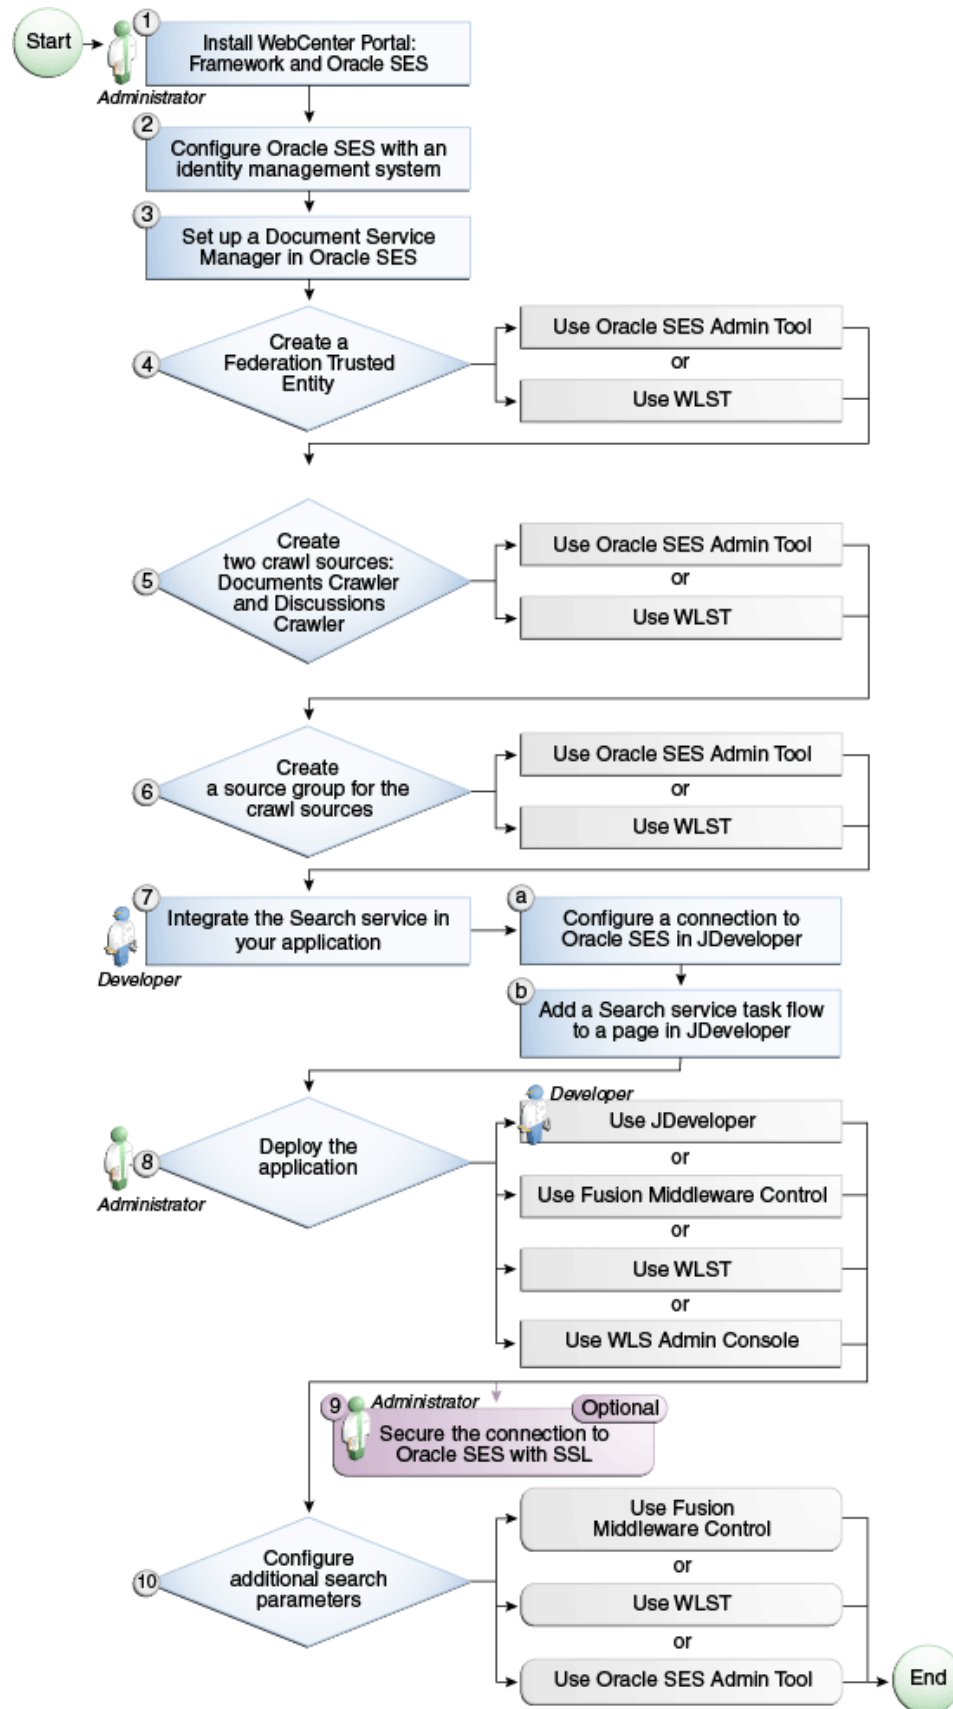 Start
1
Install WebCenter Portal:
Framework and Oracle SES
Administrator
2
Configure Oracle SES with an
identity management system
3
Set up a Document Service
Manager in Oracle SES
4
Create a
Federation Trusted
Entity
Use Oracle SES Admin Tool
or
Use WLST
5
Create
two crawl sources:
Documents Crawler
and Discussions
Crawler
Use Oracle SES Admin Tool
or
Use WLST
6
Create
a source group for the
crawl sources
Use Oracle SES Admin Tool
or
Use WLST
7
Integrate the Search service in
your application
Developer
a
Configure a connection to
Oracle SES in JDeveloper
b
Add a Search service task flow
to a page in JDeveloper
8
Deploy the
application
Administrator
Developer
Use JDeveloper
or
Use Fusion Middleware Control
or
Use WLST
or
Use WLS Admin Console
9
Administrator
Optional
Secure the connection to
Oracle SES with SSL
10
Configure
additional search
parameters
Use Fusion
Middleware Control
or
Use WLST
or
Use Oracle SES Admin Tool
End